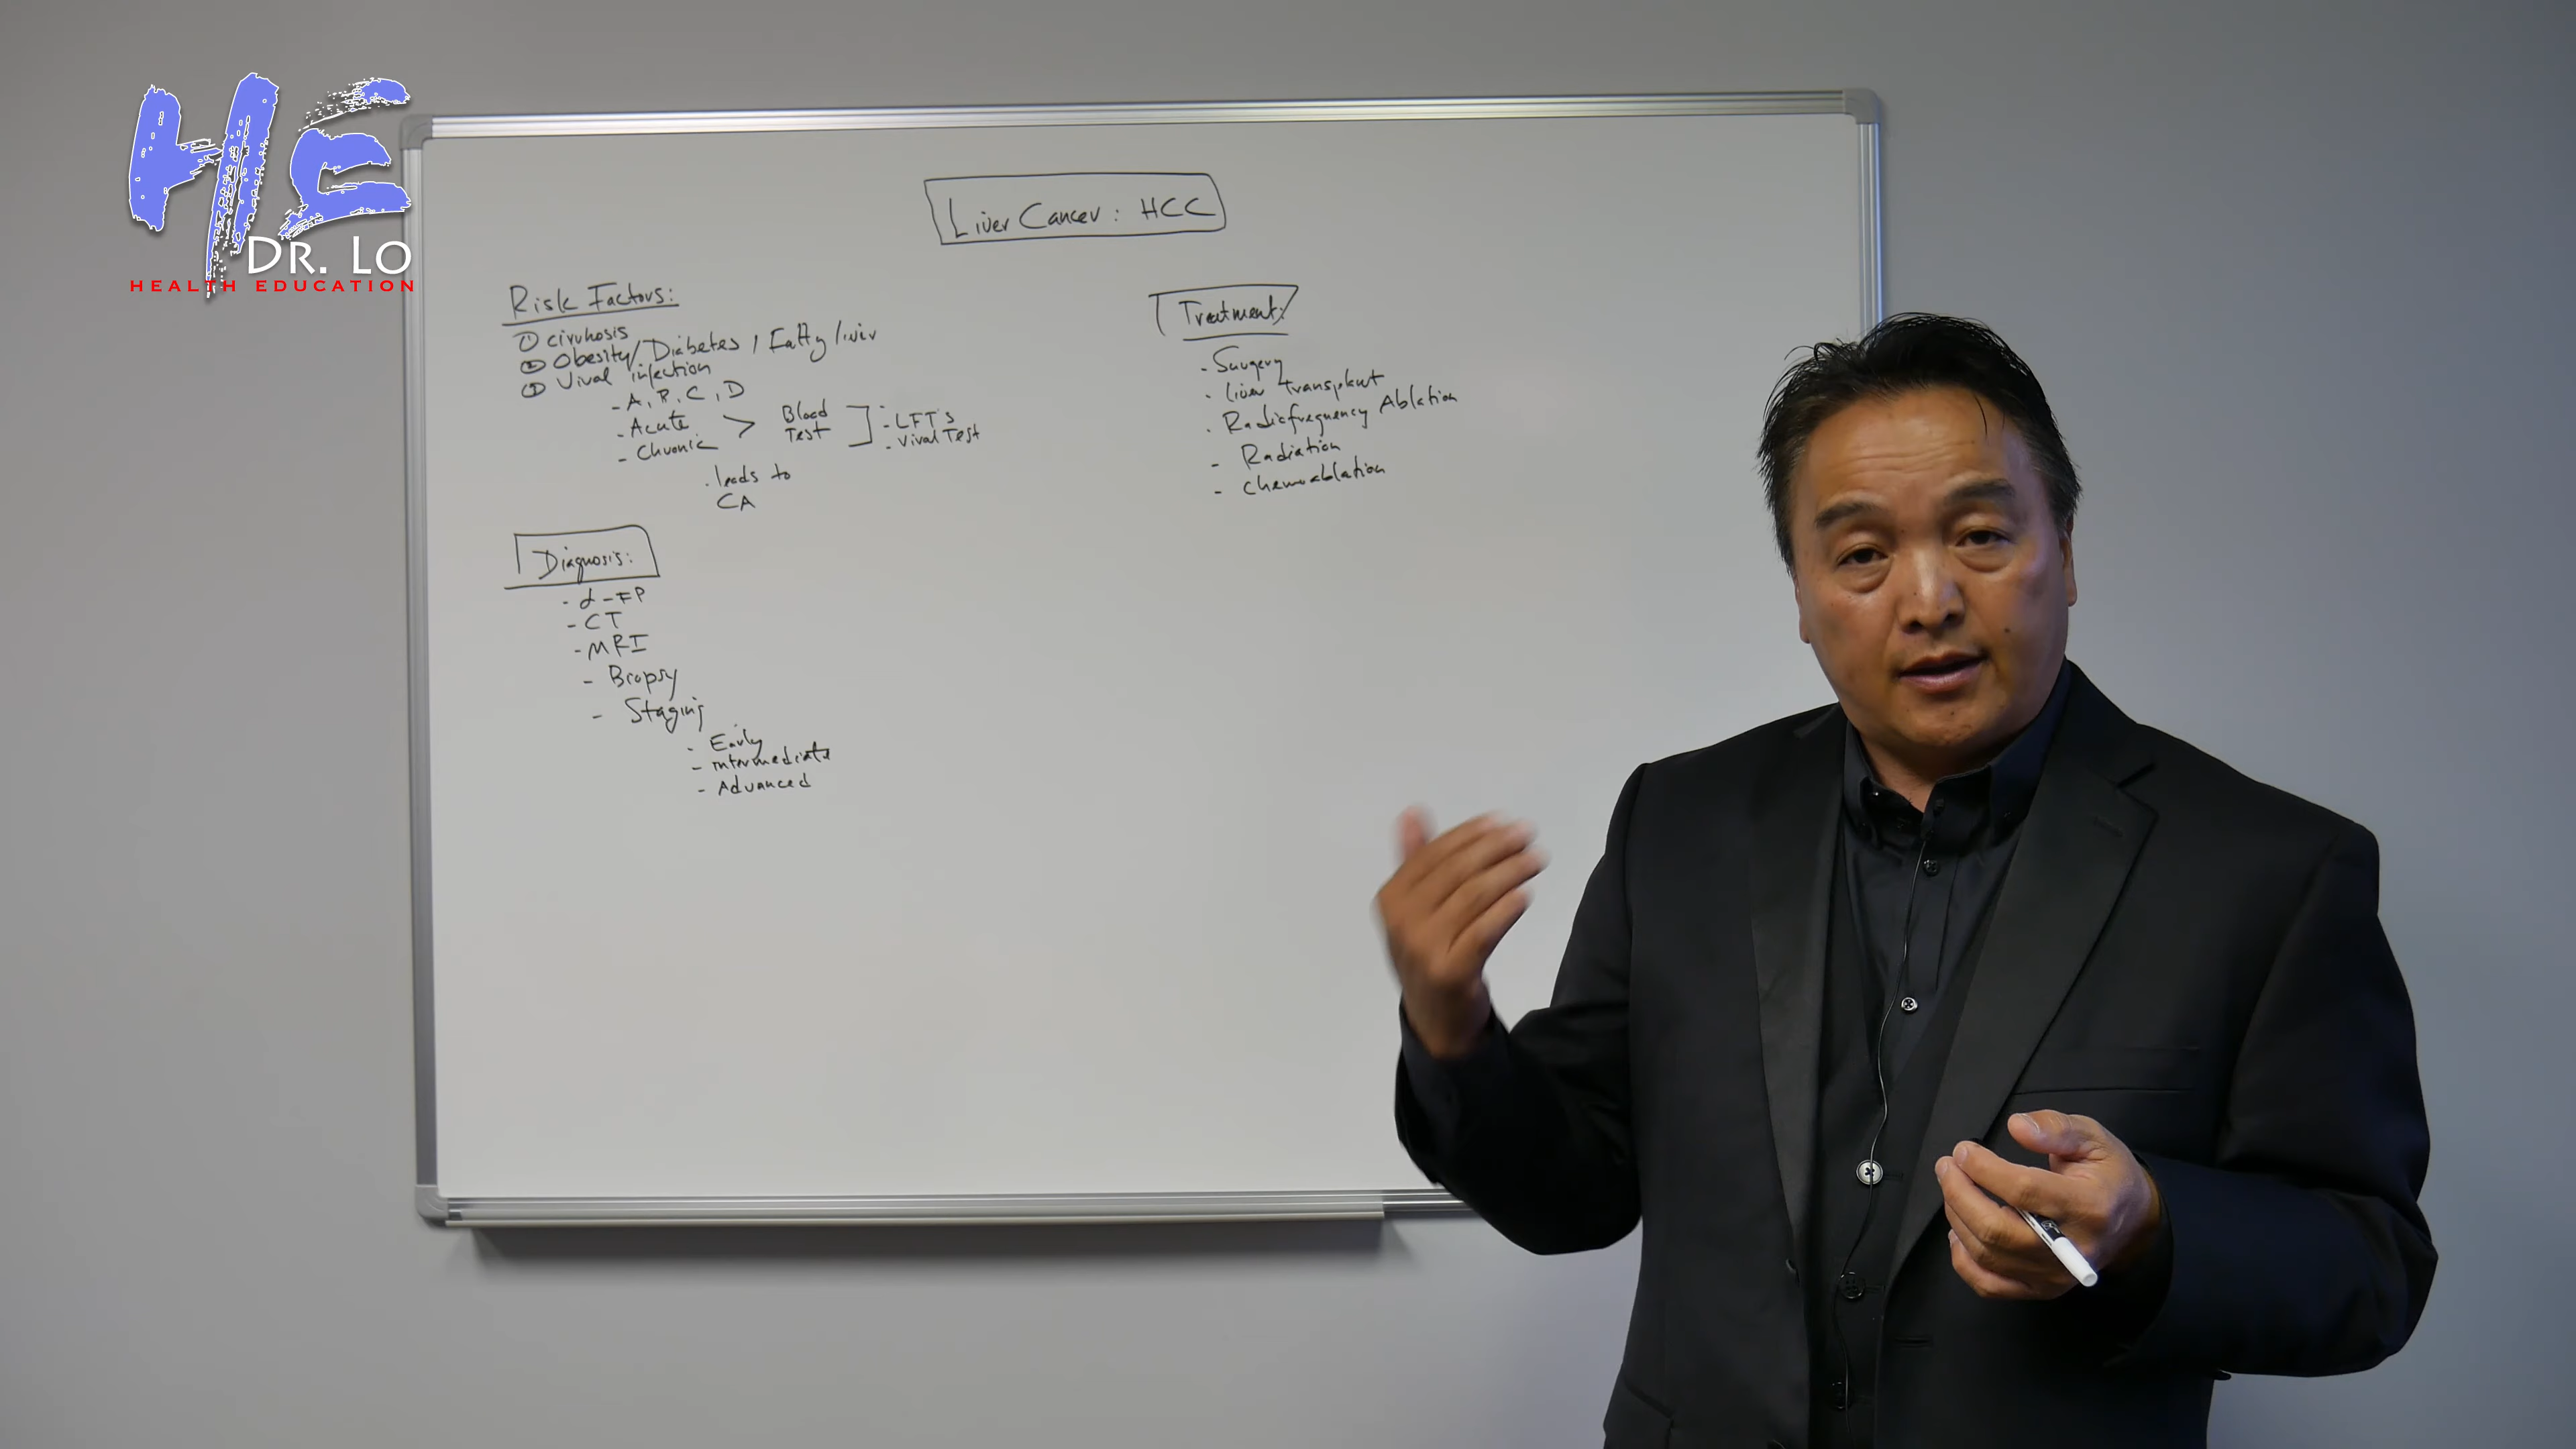 HE
DR. LO
HEALTH EDUCATION
Liver Cancer: HCC
Risk Factors:
① cirrhosis
② Obesity/Diabetes / Fatty liver
③ Viral infection
- A, B, C, D
- Acute
- Chronic > Blood Test ] - LFT's
- Viral Test
. leads to
CA
Diagnosis:
- α-FP
- CT
- MRI
- Biopsy
- Staging
- Early
- intermediate
- Advanced
Treatment:
- Surgery
- liver transplant
- Radiofrequency Ablation
- Radiation
- chemoablation